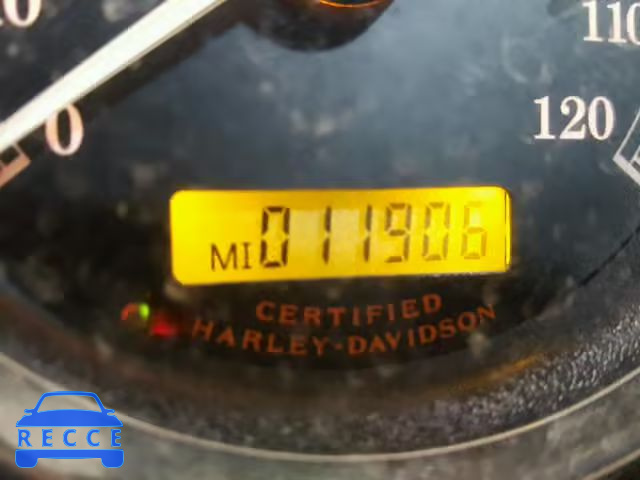 110
0
120
MI 011906
CERTIFIED
HARLEY-DAVIDSON
RECCE